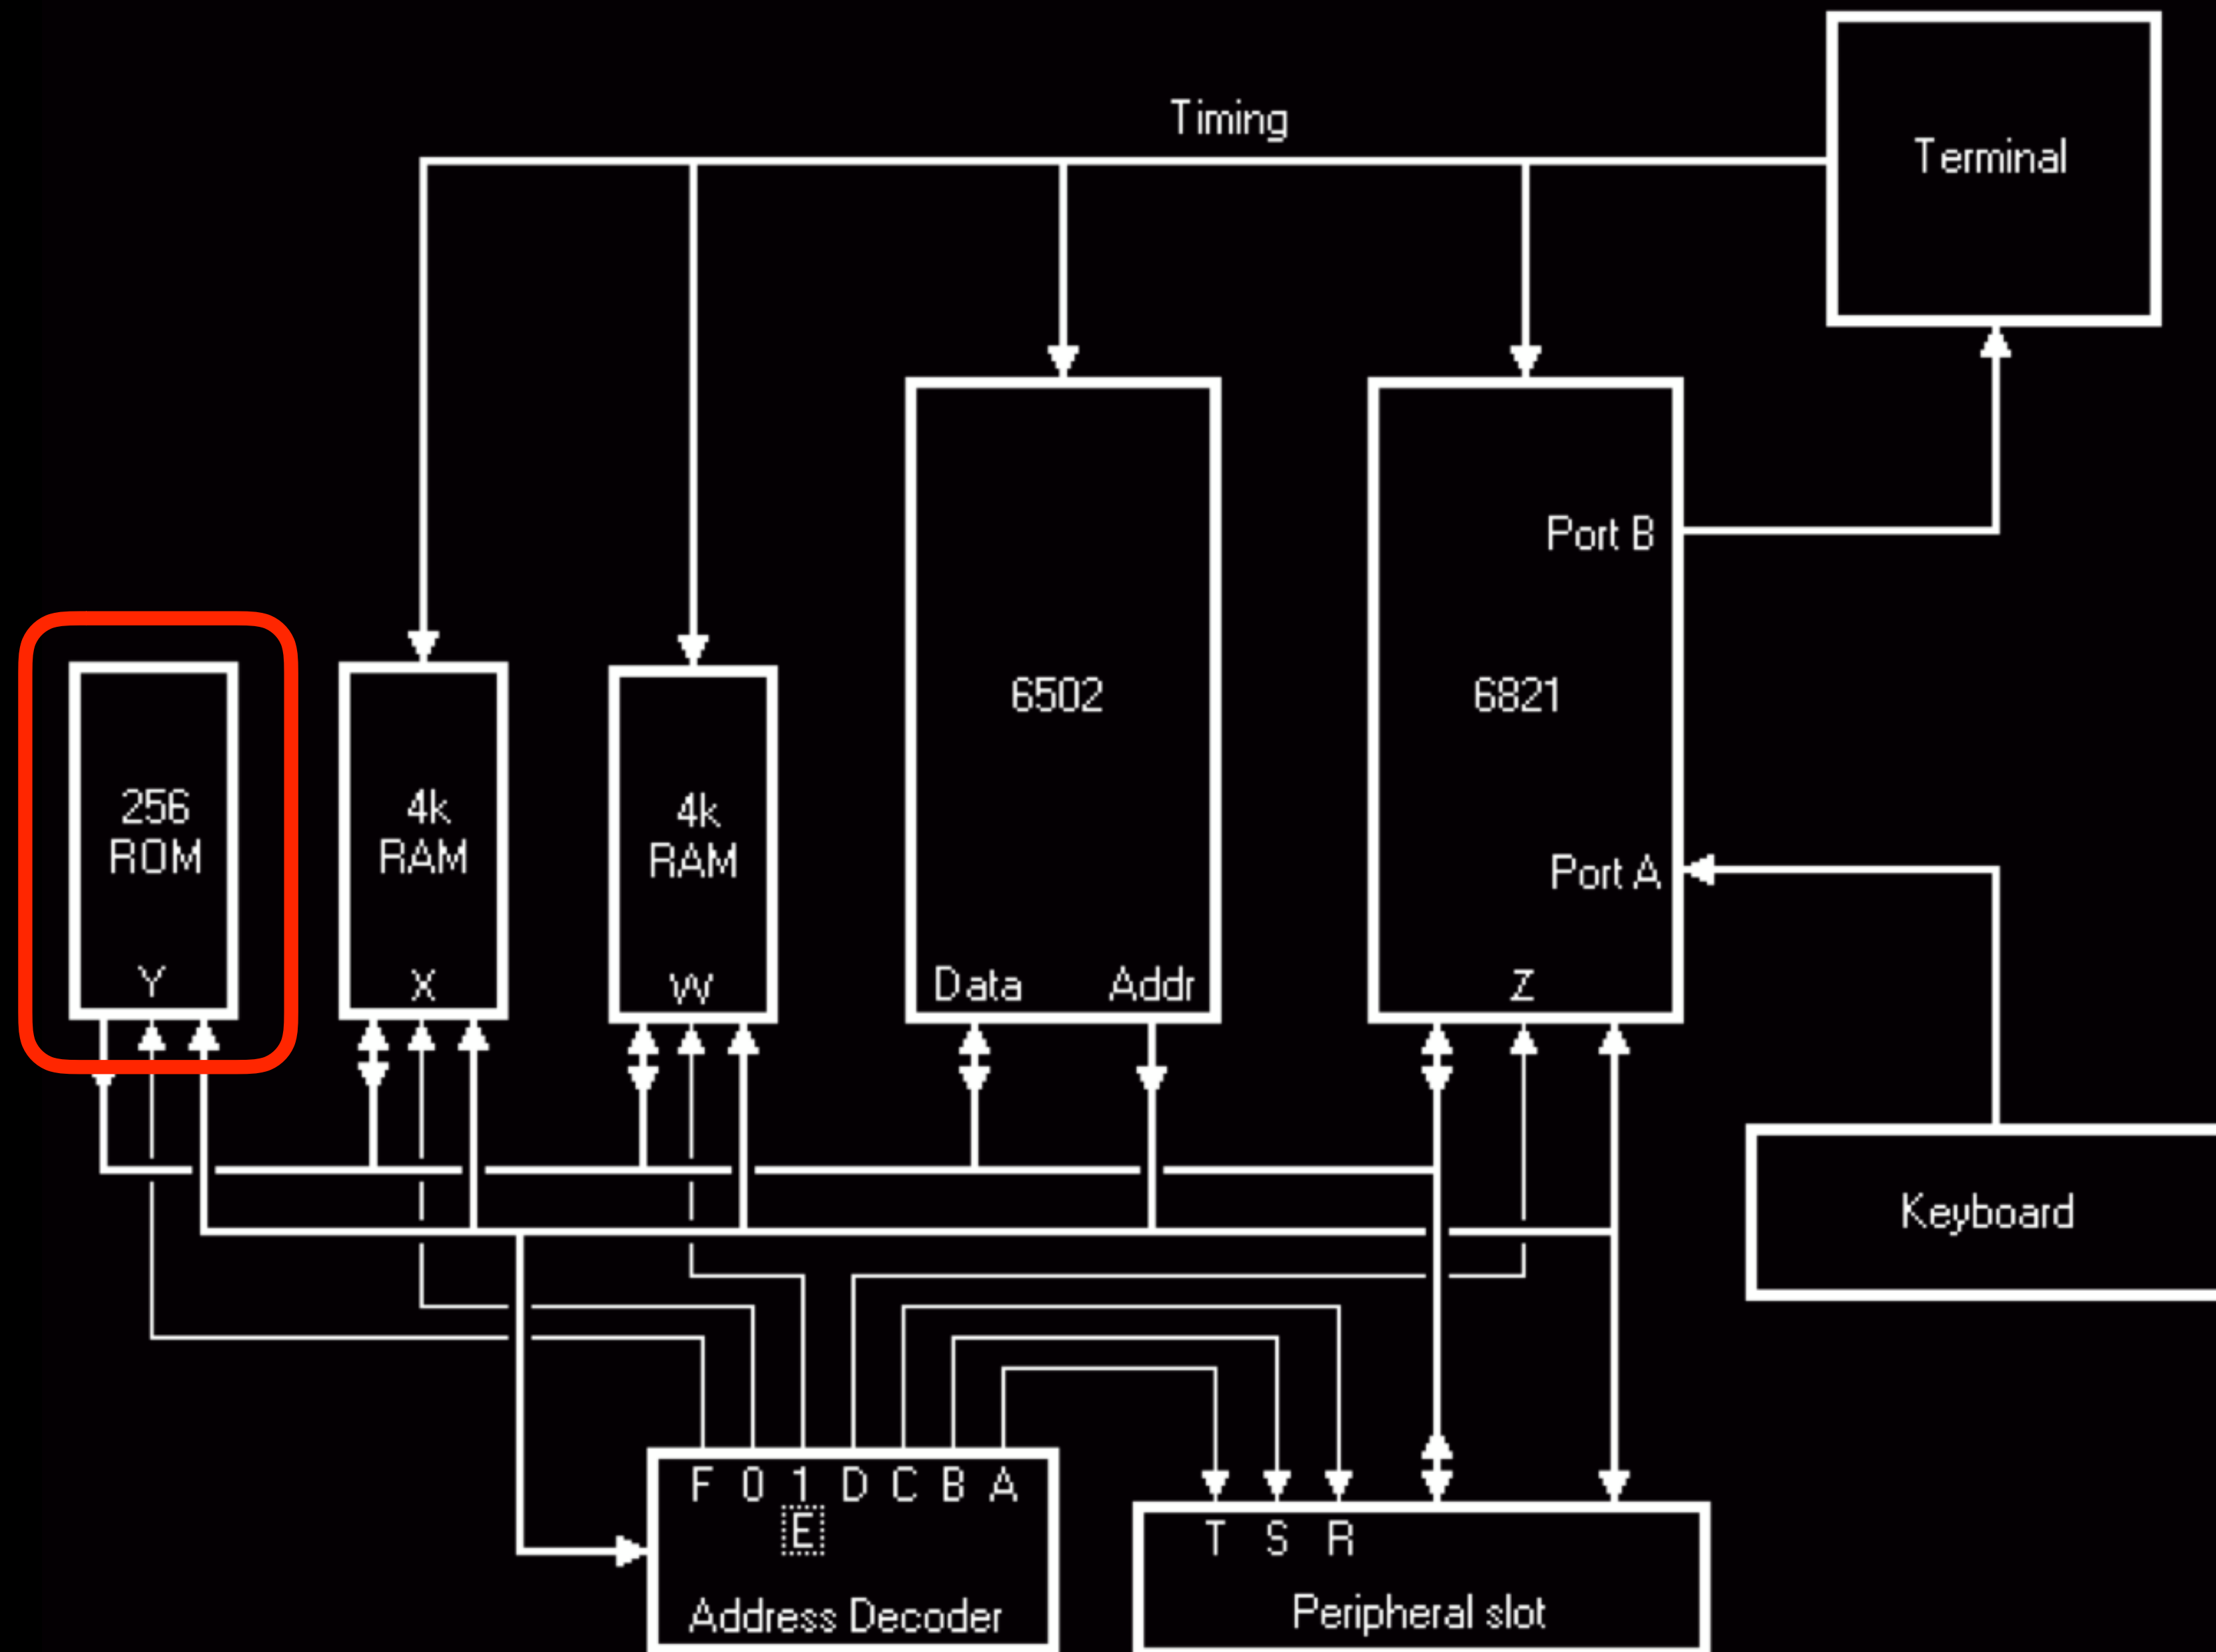 Timing
Terminal
Port B
256
ROM
Y
4k
RAM
X
4k
RAM
W
6502
Data Addr
6821
Port A
Z
Keyboard
F 0 1 D C B A
E
Address Decoder
T S R
Peripheral slot